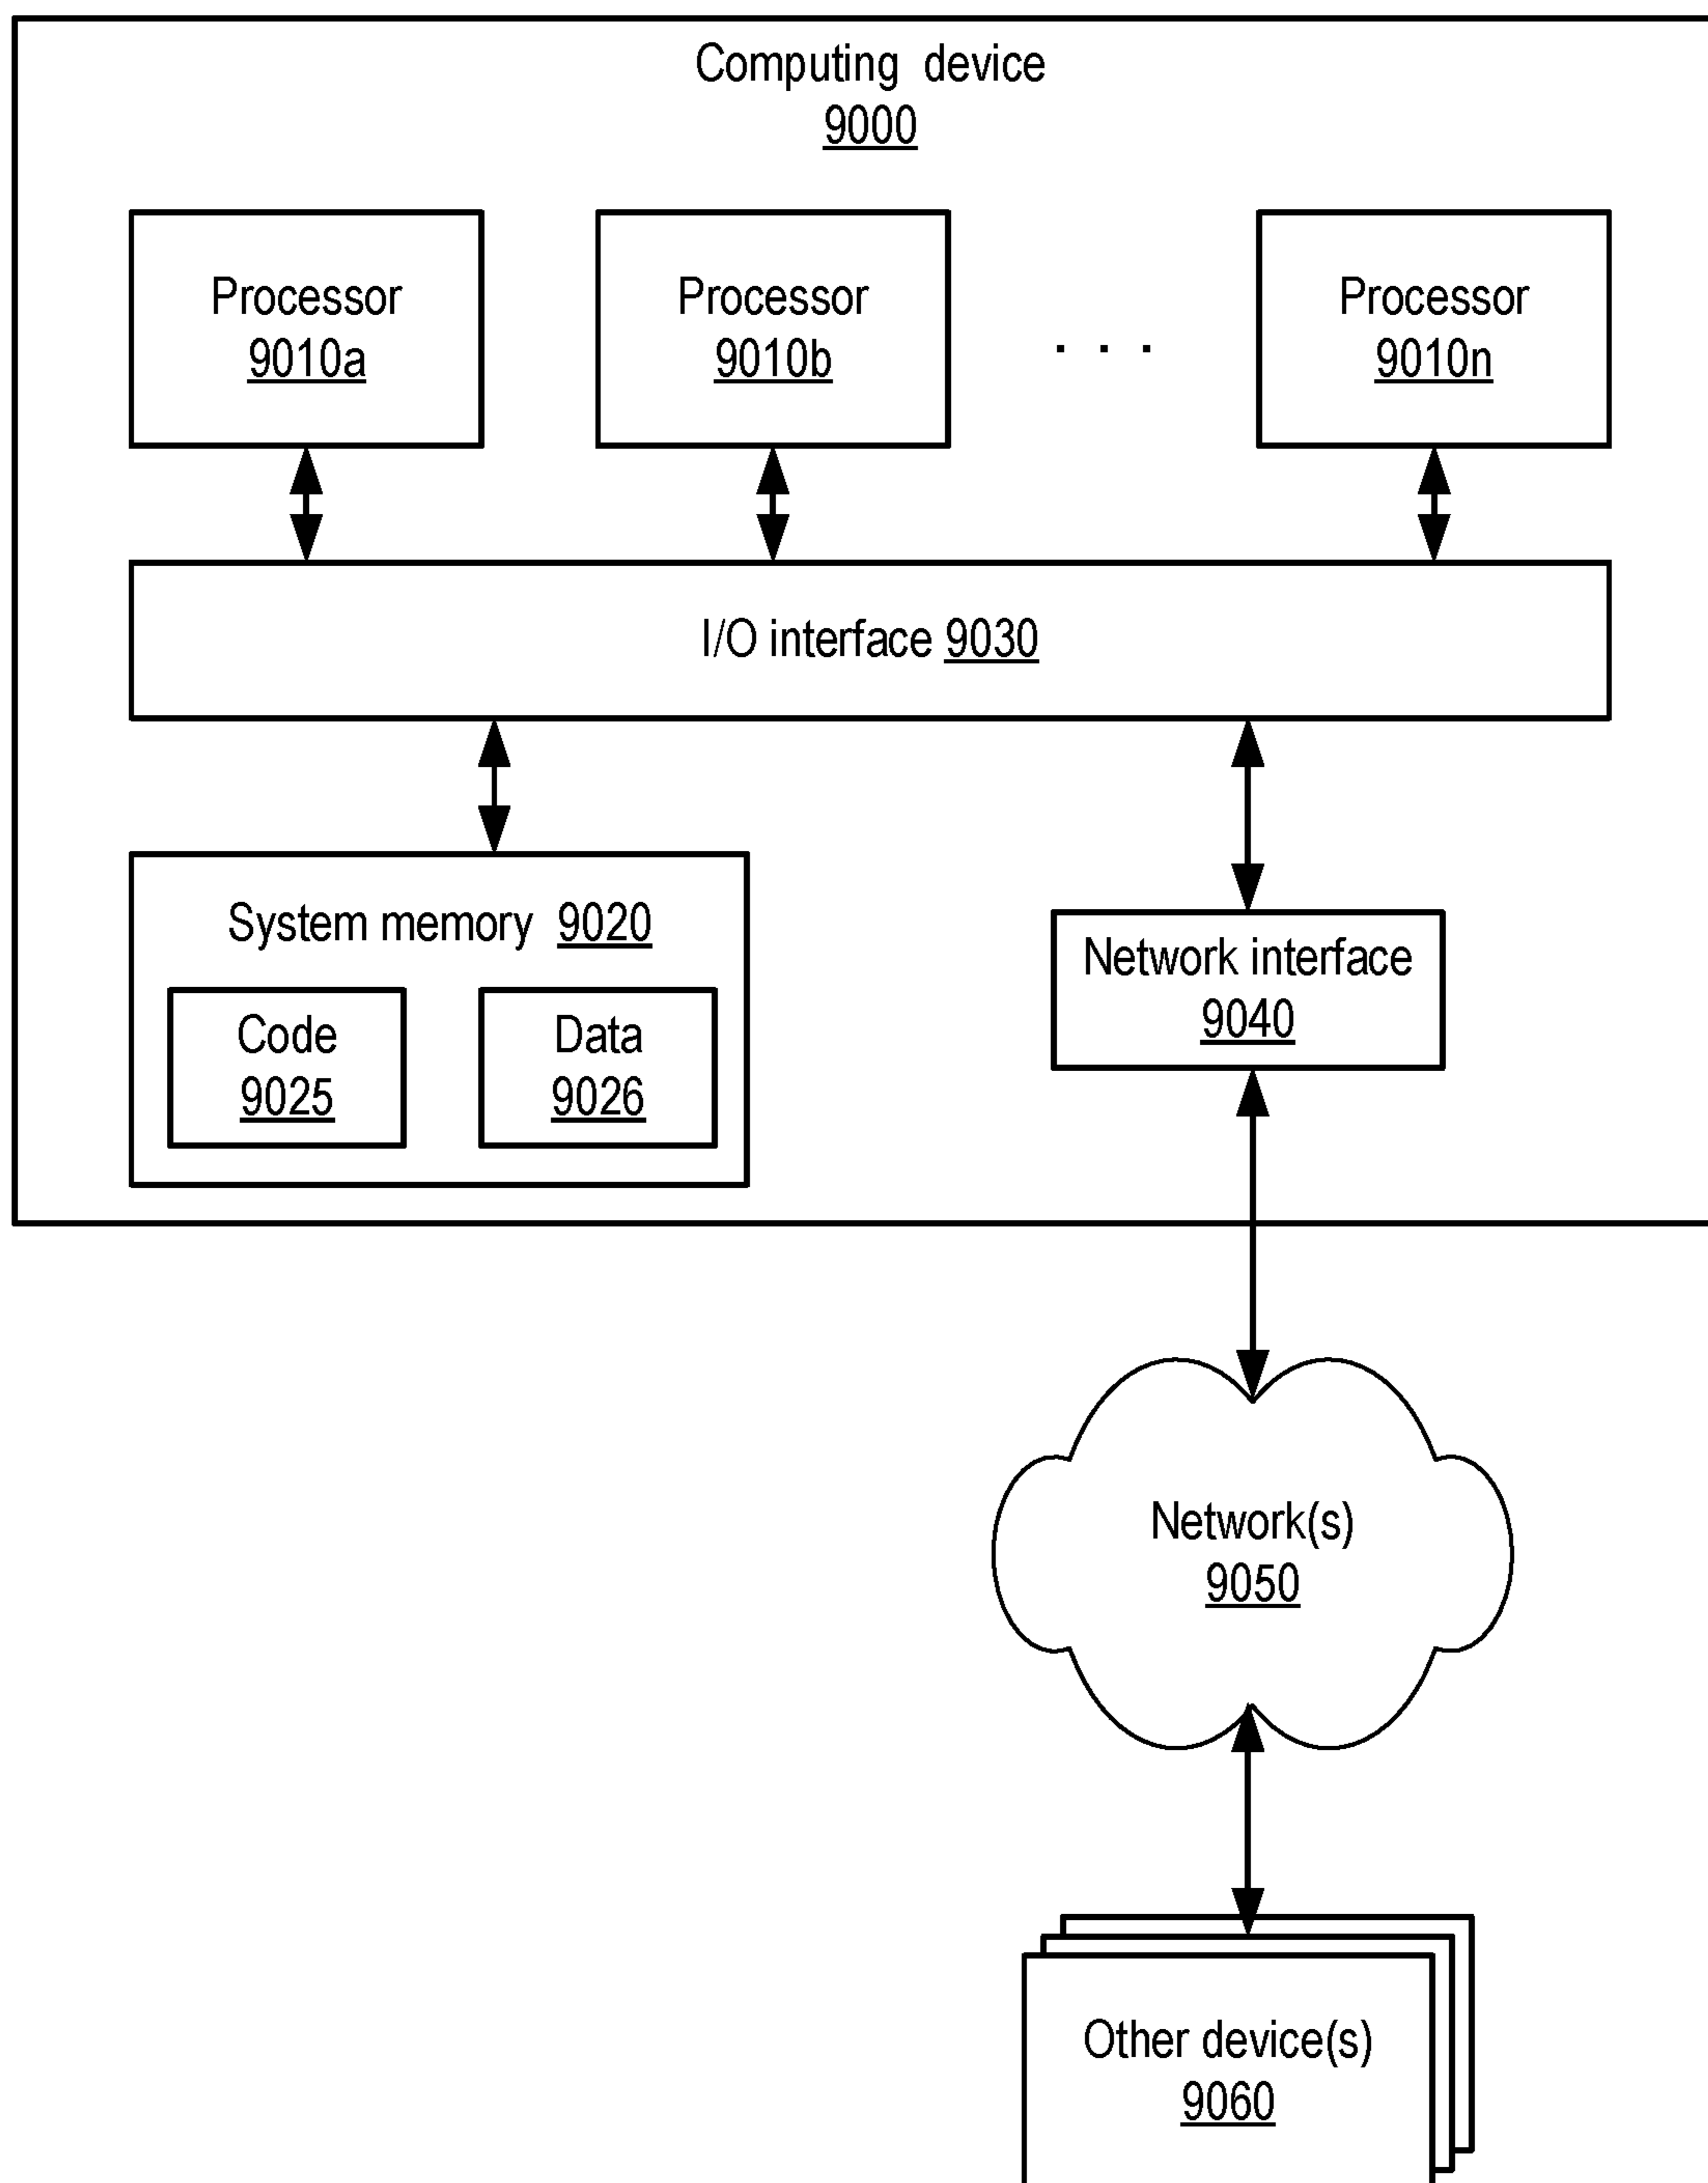 Computing device
9000
Processor
9010a
Processor
9010b
. . .
Processor
9010n
I/O interface 9030
System memory 9020
Code
9025
Data
9026
Network interface
9040
Network(s)
9050
Other device(s)
9060